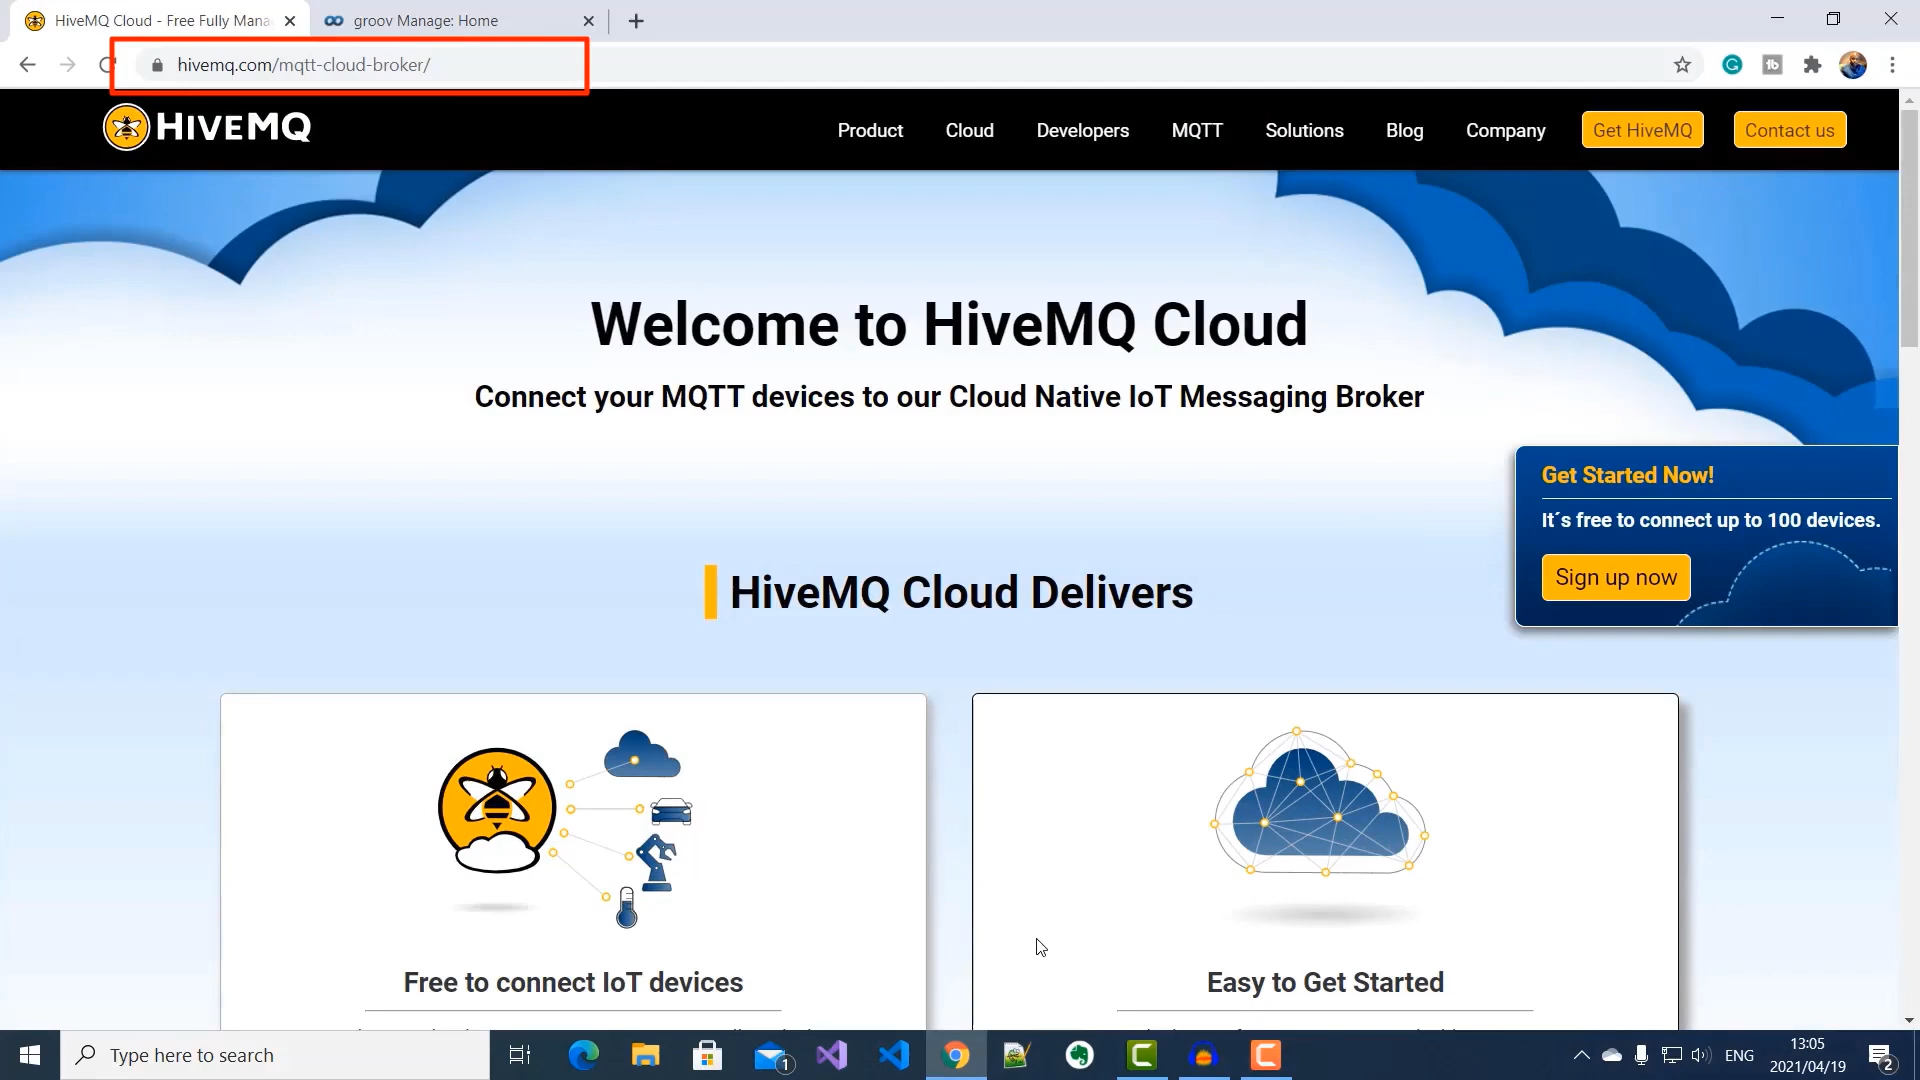 HiveMQ Cloud - Free Fully Mana
groov Manage: Home
hivemq.com/mqtt-cloud-broker/
HIVEMQ
Product
Cloud
Developers
MQTT
Solutions
Blog
Company
Get HiveMQ
Contact us
Welcome to HiveMQ Cloud
Connect your MQTT devices to our Cloud Native IoT Messaging Broker
Get Started Now!
It´s free to connect up to 100 devices.
Sign up now
HiveMQ Cloud Delivers
Free to connect IoT devices
Easy to Get Started
Type here to search
1
ENG
13:05
2021/04/19
2